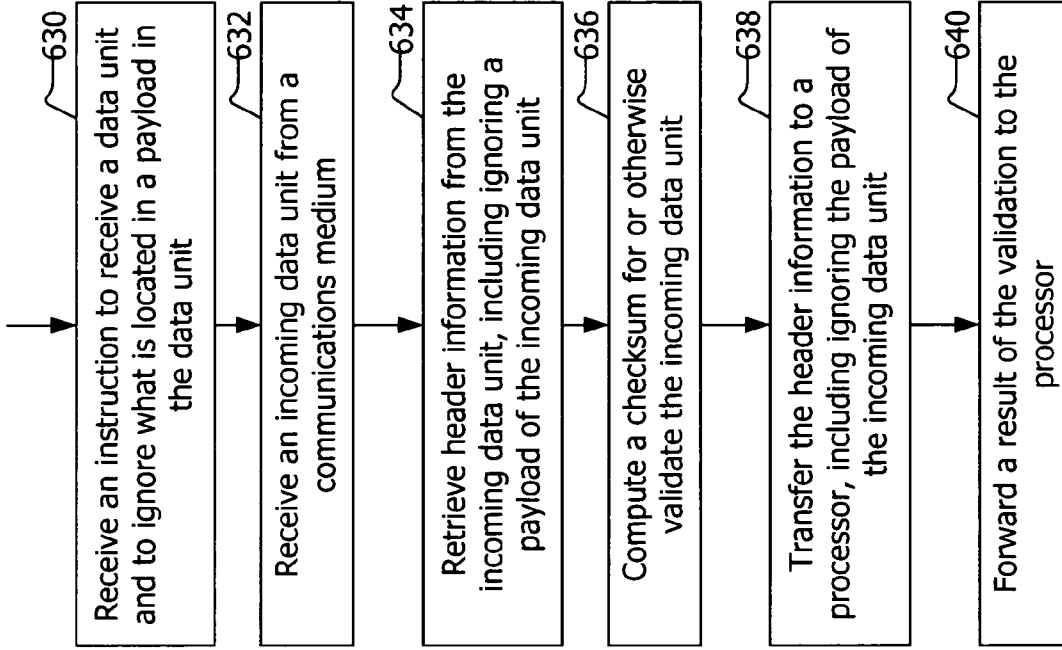 630
Receive an instruction to receive a data unit
and to ignore what is located in a payload in
the data unit
632
Receive an incoming data unit from a
communications medium
634
Retrieve header information from the
incoming data unit, including ignoring a
payload of the incoming data unit
636
Compute a checksum for or otherwise
validate the incoming data unit
638
Transfer the header information to a
processor, including ignoring the payload of
the incoming data unit
640
Forward a result of the validation to the
processor